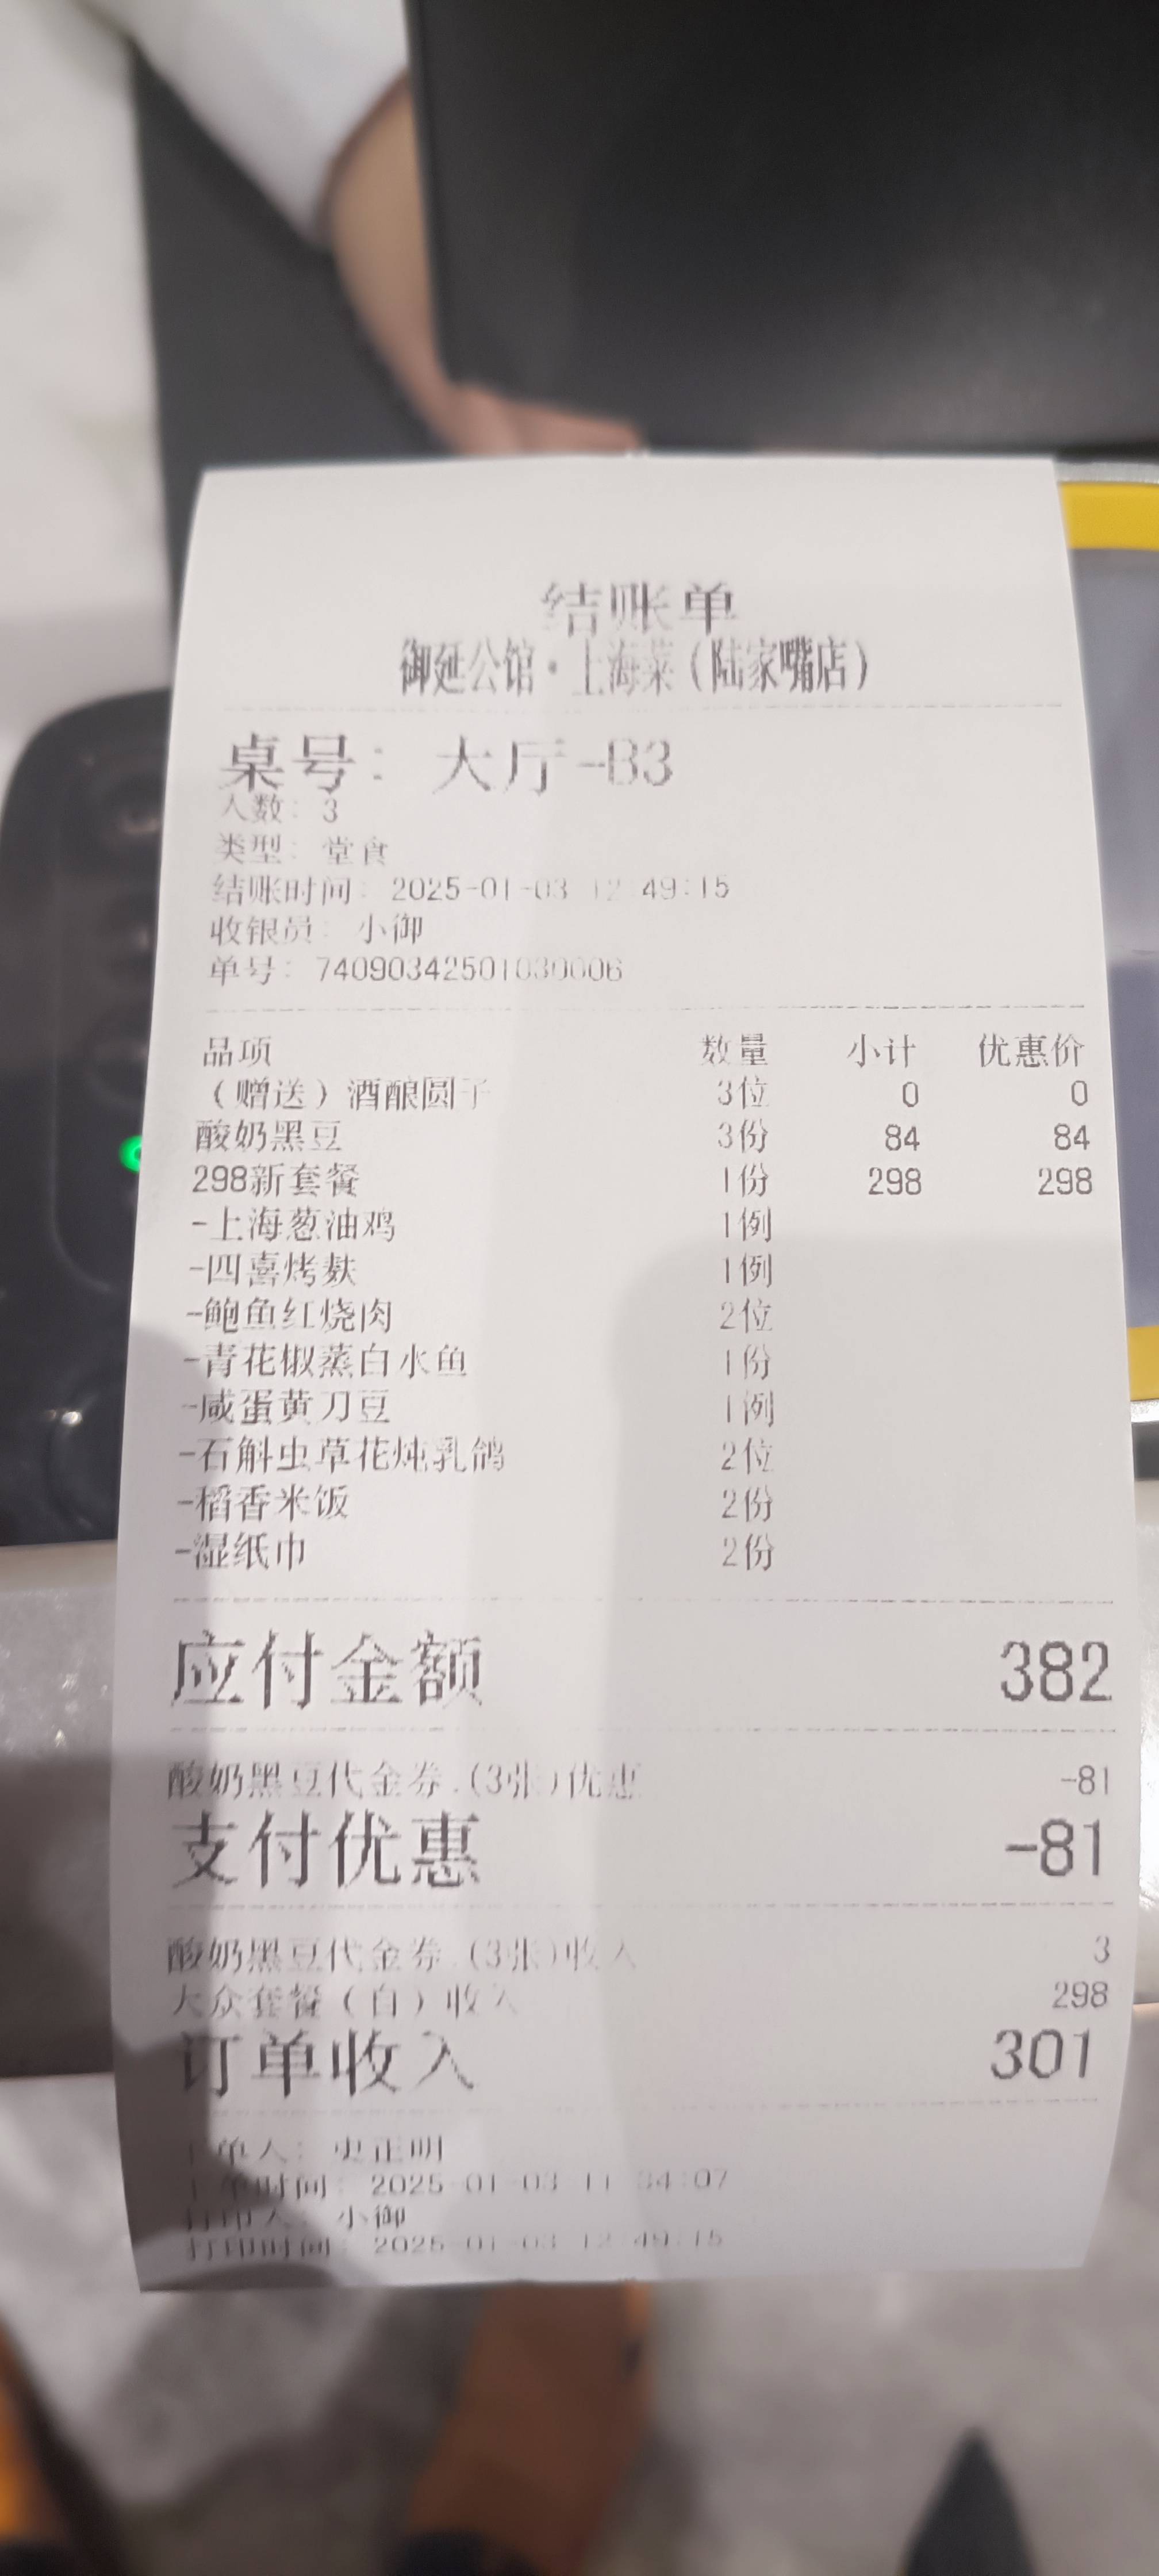 结账单
御延公馆·上海菜(陆家嘴店)
桌号: 大厅-B3
人数: 3
类型: 堂食
结账时间: 2025-01-03 12:49:15
收银员: 小御
单号: 74090342501030006
品项 数量 小计 优惠价
(赠送)酒酿圆子 3位 0 0
酸奶黑豆 3份 84 84
298新套餐 1份 298 298
-上海葱油鸡 1例
-四喜烤麸 1例
-鲍鱼红烧肉 2位
-青花椒蒸白水鱼 1份
-咸蛋黄刀豆 1例
-石斛虫草花炖乳鸽 2位
-稻香米饭 2份
-湿纸巾 2份
应付金额 382
酸奶黑豆代金券.(3张)优惠 -81
支付优惠 -81
酸奶黑豆代金券.(3张)收入 3
大众套餐(自)收入 298
订单收入 301
下单人: 史正明
下单时间: 2025-01-03 11:34:07
打印人: 小御
打印时间: 2025-01-03 12:49:15